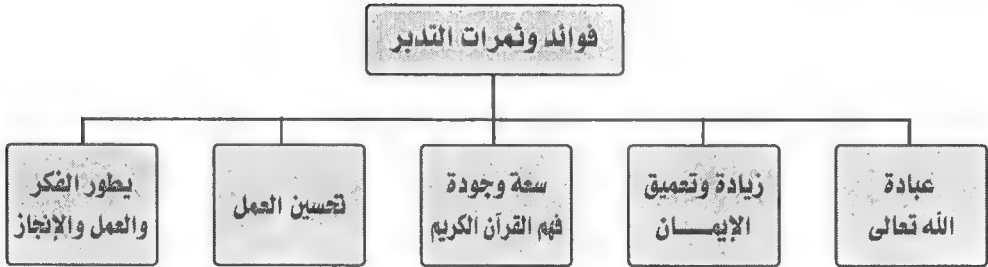 فوائد وثمرات التدبر
عبادة
الله تعالى
زيادة وتعميق
الإيمـــان
سعة وجودة
فهم القرآن الكريم
تحسين العمل
يطور الفكر
والعمل والإنجاز